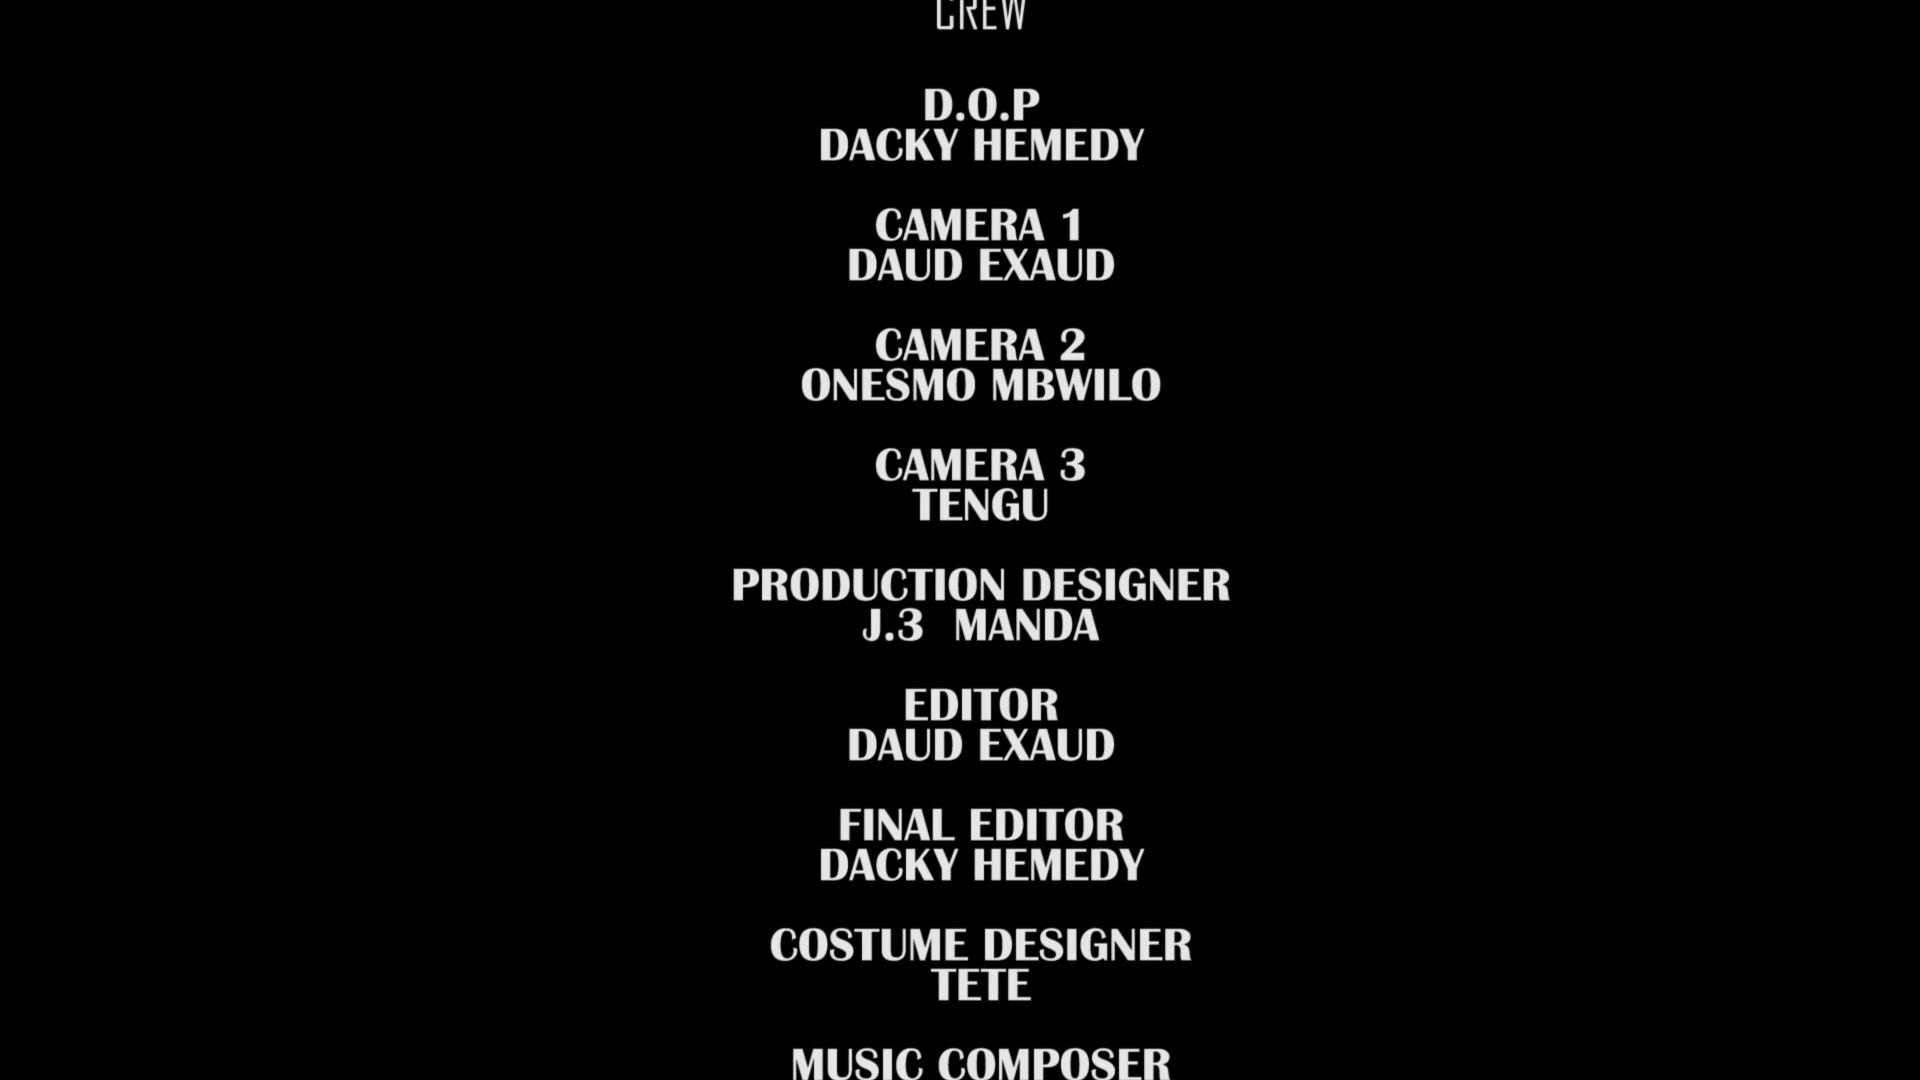 CREW
D.O.P
DACKY HEMEDY
CAMERA 1
DAUD EXAUD
CAMERA 2
ONESMO MBWILO
CAMERA 3
TENGU
PRODUCTION DESIGNER
J.3  MANDA
EDITOR
DAUD EXAUD
FINAL EDITOR
DACKY HEMEDY
COSTUME DESIGNER
TETE
MUSIC COMPOSER